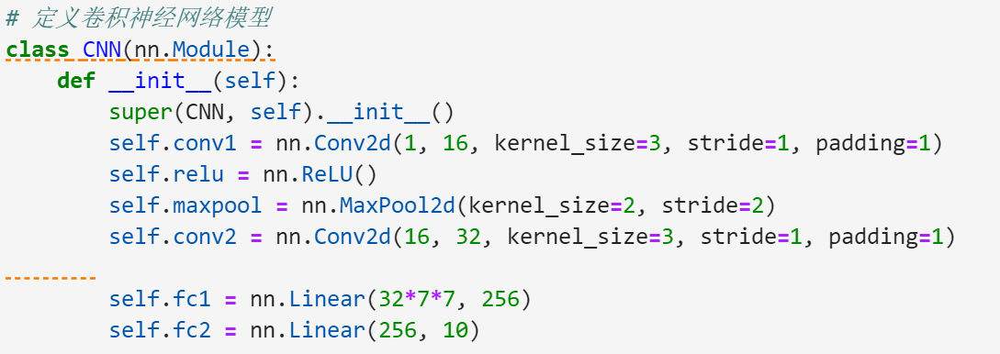 # 定义卷积神经网络模型
class CNN(nn.Module):
    def __init__(self):
        super(CNN, self).__init__()
        self.conv1 = nn.Conv2d(1, 16, kernel_size=3, stride=1, padding=1)
        self.relu = nn.ReLU()
        self.maxpool = nn.MaxPool2d(kernel_size=2, stride=2)
        self.conv2 = nn.Conv2d(16, 32, kernel_size=3, stride=1, padding=1)
        self.fc1 = nn.Linear(32*7*7, 256)
        self.fc2 = nn.Linear(256, 10)